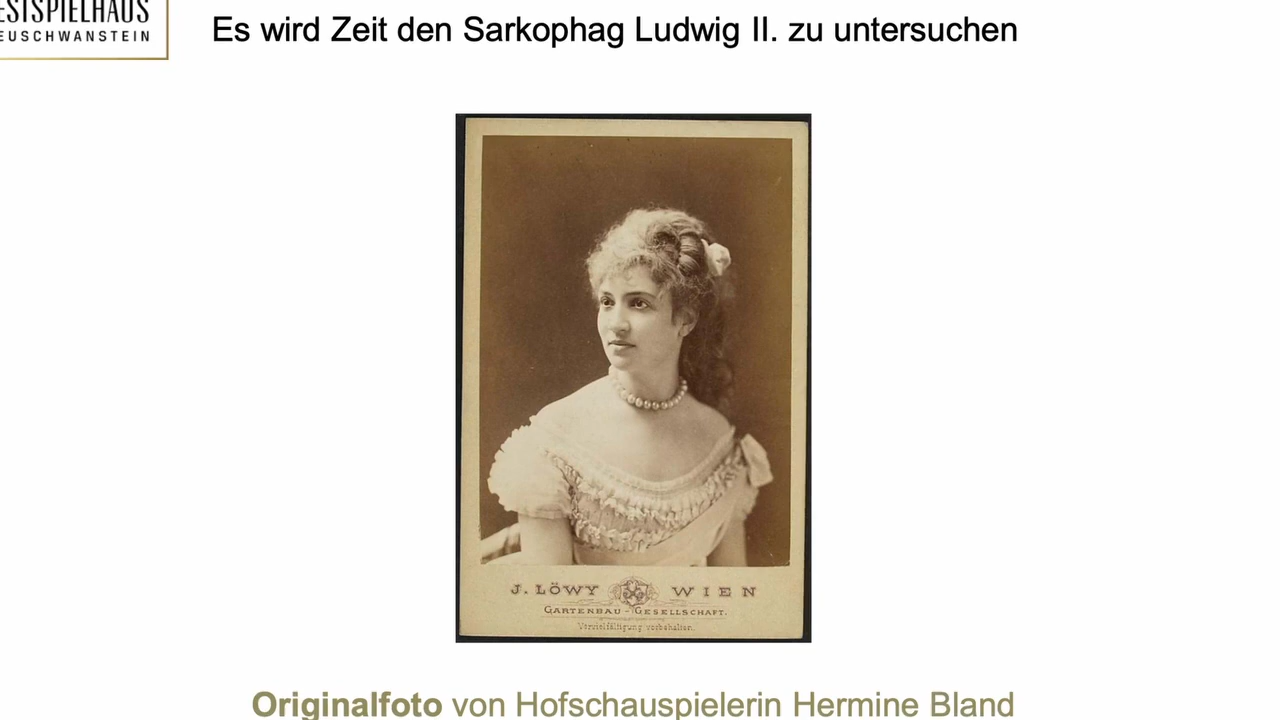 ESTSPIELHAUS
EUSCHWANSTEIN
Es wird Zeit den Sarkophag Ludwig II. zu untersuchen
J. LÖWY WIEN
GARTENBAU-GESELLSCHAFT.
Vervielfältigung vorbehalten.
Originalfoto von Hofschauspielerin Hermine Bland